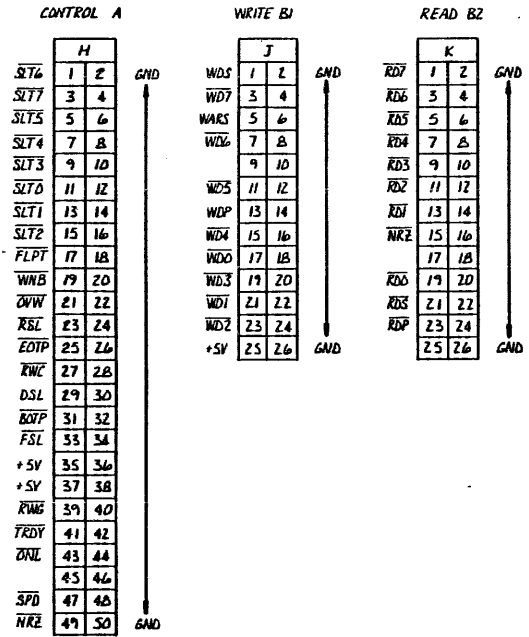 CONTROL A
WRITE B1
READ B2
H
SLT6 1 2 GND
SLT7 3 4
SLT5 5 6
SLT4 7 8
SLT3 9 10
SLT0 11 12
SLT1 13 14
SLT2 15 16
FLPT 17 18
WNB 19 20
OVW 21 22
RSL 23 24
EOTP 25 26
RWC 27 28
DSL 29 30
BOTP 31 32
FSL 33 34
+5V 35 36
+5V 37 38
RWG 39 40
TRDY 41 42
ONL 43 44
45 46
SPD 47 48
NRZ 49 50 GND
J
WDS 1 2 GND
WD7 3 4
WARS 5 6
WD6 7 8
9 10
WD5 11 12
WDP 13 14
WD4 15 16
WD0 17 18
WD3 19 20
WD1 21 22
WD2 23 24
+5V 25 26 GND
K
RD7 1 2 GND
RD6 3 4
RD5 5 6
RD4 7 8
RD3 9 10
RD2 11 12
RD1 13 14
NRZ 15 16
17 18
RD0 19 20
RDS 21 22
RDP 23 24
25 26 GND